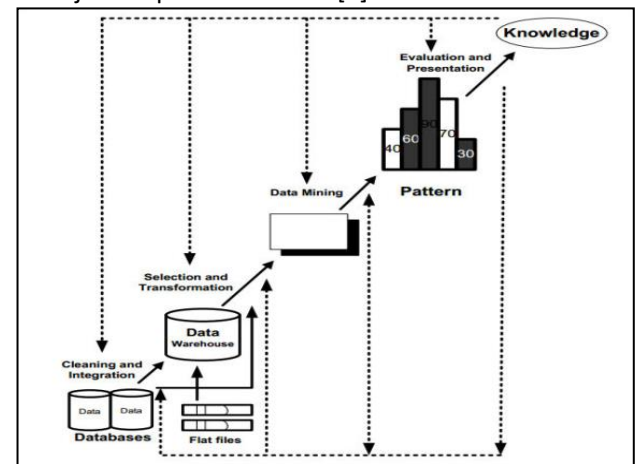 Knowledge
Evaluation and
Presentation
40
60
90
70
30
Pattern
Data Mining
Selection and
Transformation
Data
Warehouse
Cleaning and
Integration
Data
Data
Databases
Flat files